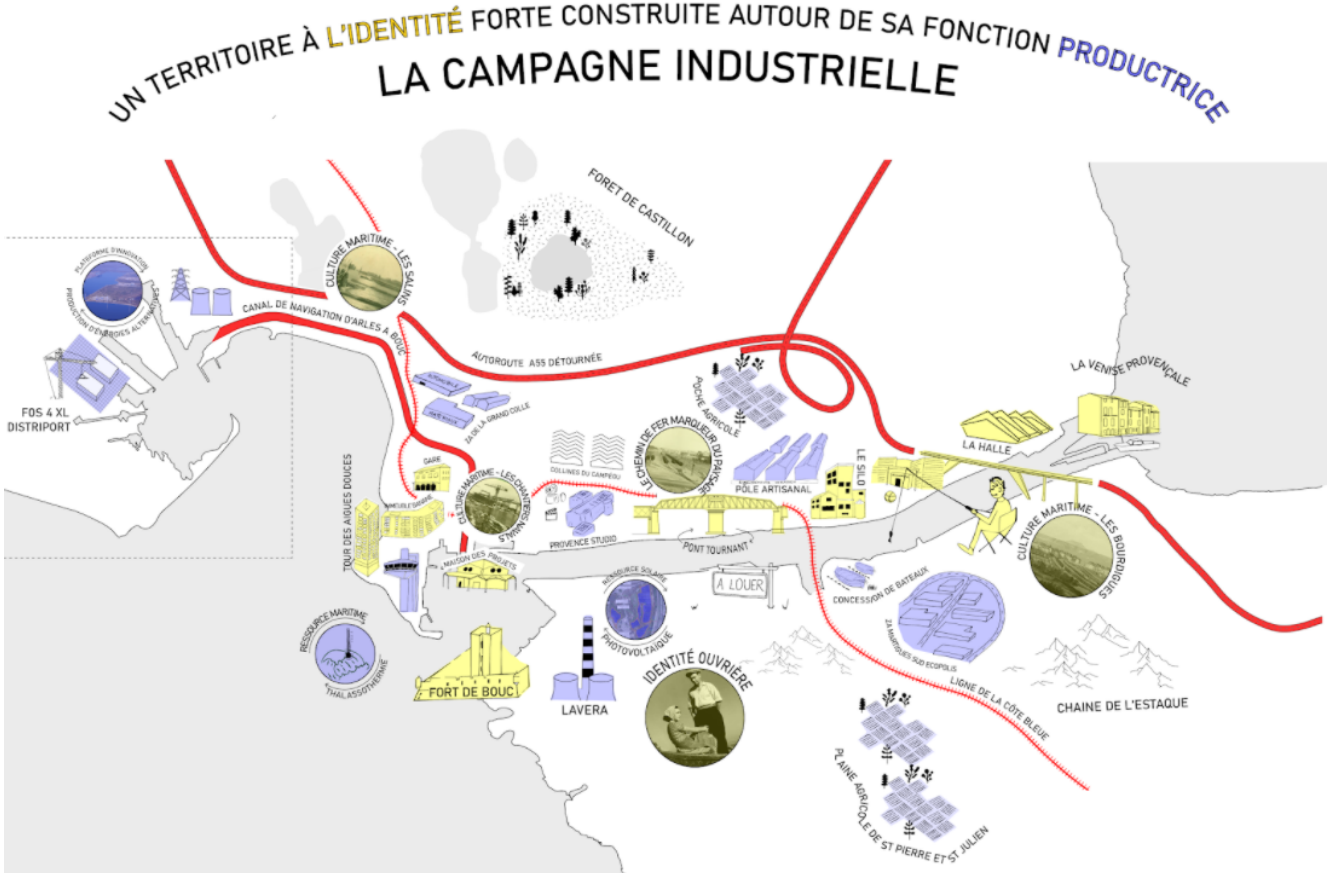 UN TERRITOIRE À L'IDENTITÉ FORTE CONSTRUITE AUTOUR DE SA FONCTION PRODUCTRICE
LA CAMPAGNE INDUSTRIELLE
FORET DE CASTILLON
CULTURE MARITIME - LES SALINS
PLATEFORME D'INNOVATION
PRODUCTION D'ÉNERGIES ALTERNATIVES
CANAL DE NAVIGATION D'ARLES A BOUC
AUTOROUTE A55 DÉTOURNÉE
LA VENISE PROVENÇALE
FOS 4 XL
DISTRIPORT
AUTOMOBILE
ZA DE LA GRAND COLLE
POCHE AGRICOLE
LA HALLE
GARE
COLLINES DU
LE CHEMIN DE FER MARQUEUR DU PAYSAGE
PÔLE ARTISANAL
LE SILO
TOUR DES AIGUES DOUCES
CULTURE MARITIME - LES CHANTIERS NAVALS
PROVENCE STUDIO
PONT TOURNANT
CULTURE MARITIME - LES BOURDIGUES
MAISON DES PROJETS
RESSOURCE SOLAIRE
PHOTOVOLTAÏQUE
A LOUER
CONCESSION DE BATEAUX
ZA MARTIGUES SUD ECOPOLIS
RESSOURCE MARITIME
THALASSOTHERMIE
FORT DE BOUC
LAVERA
IDENTITÉ OUVRIÈRE
LIGNE DE LA CÔTE BLEUE
CHAINE DE L'ESTAQUE
PLAINE AGRICOLE DE ST PIERRE ET ST JULIEN